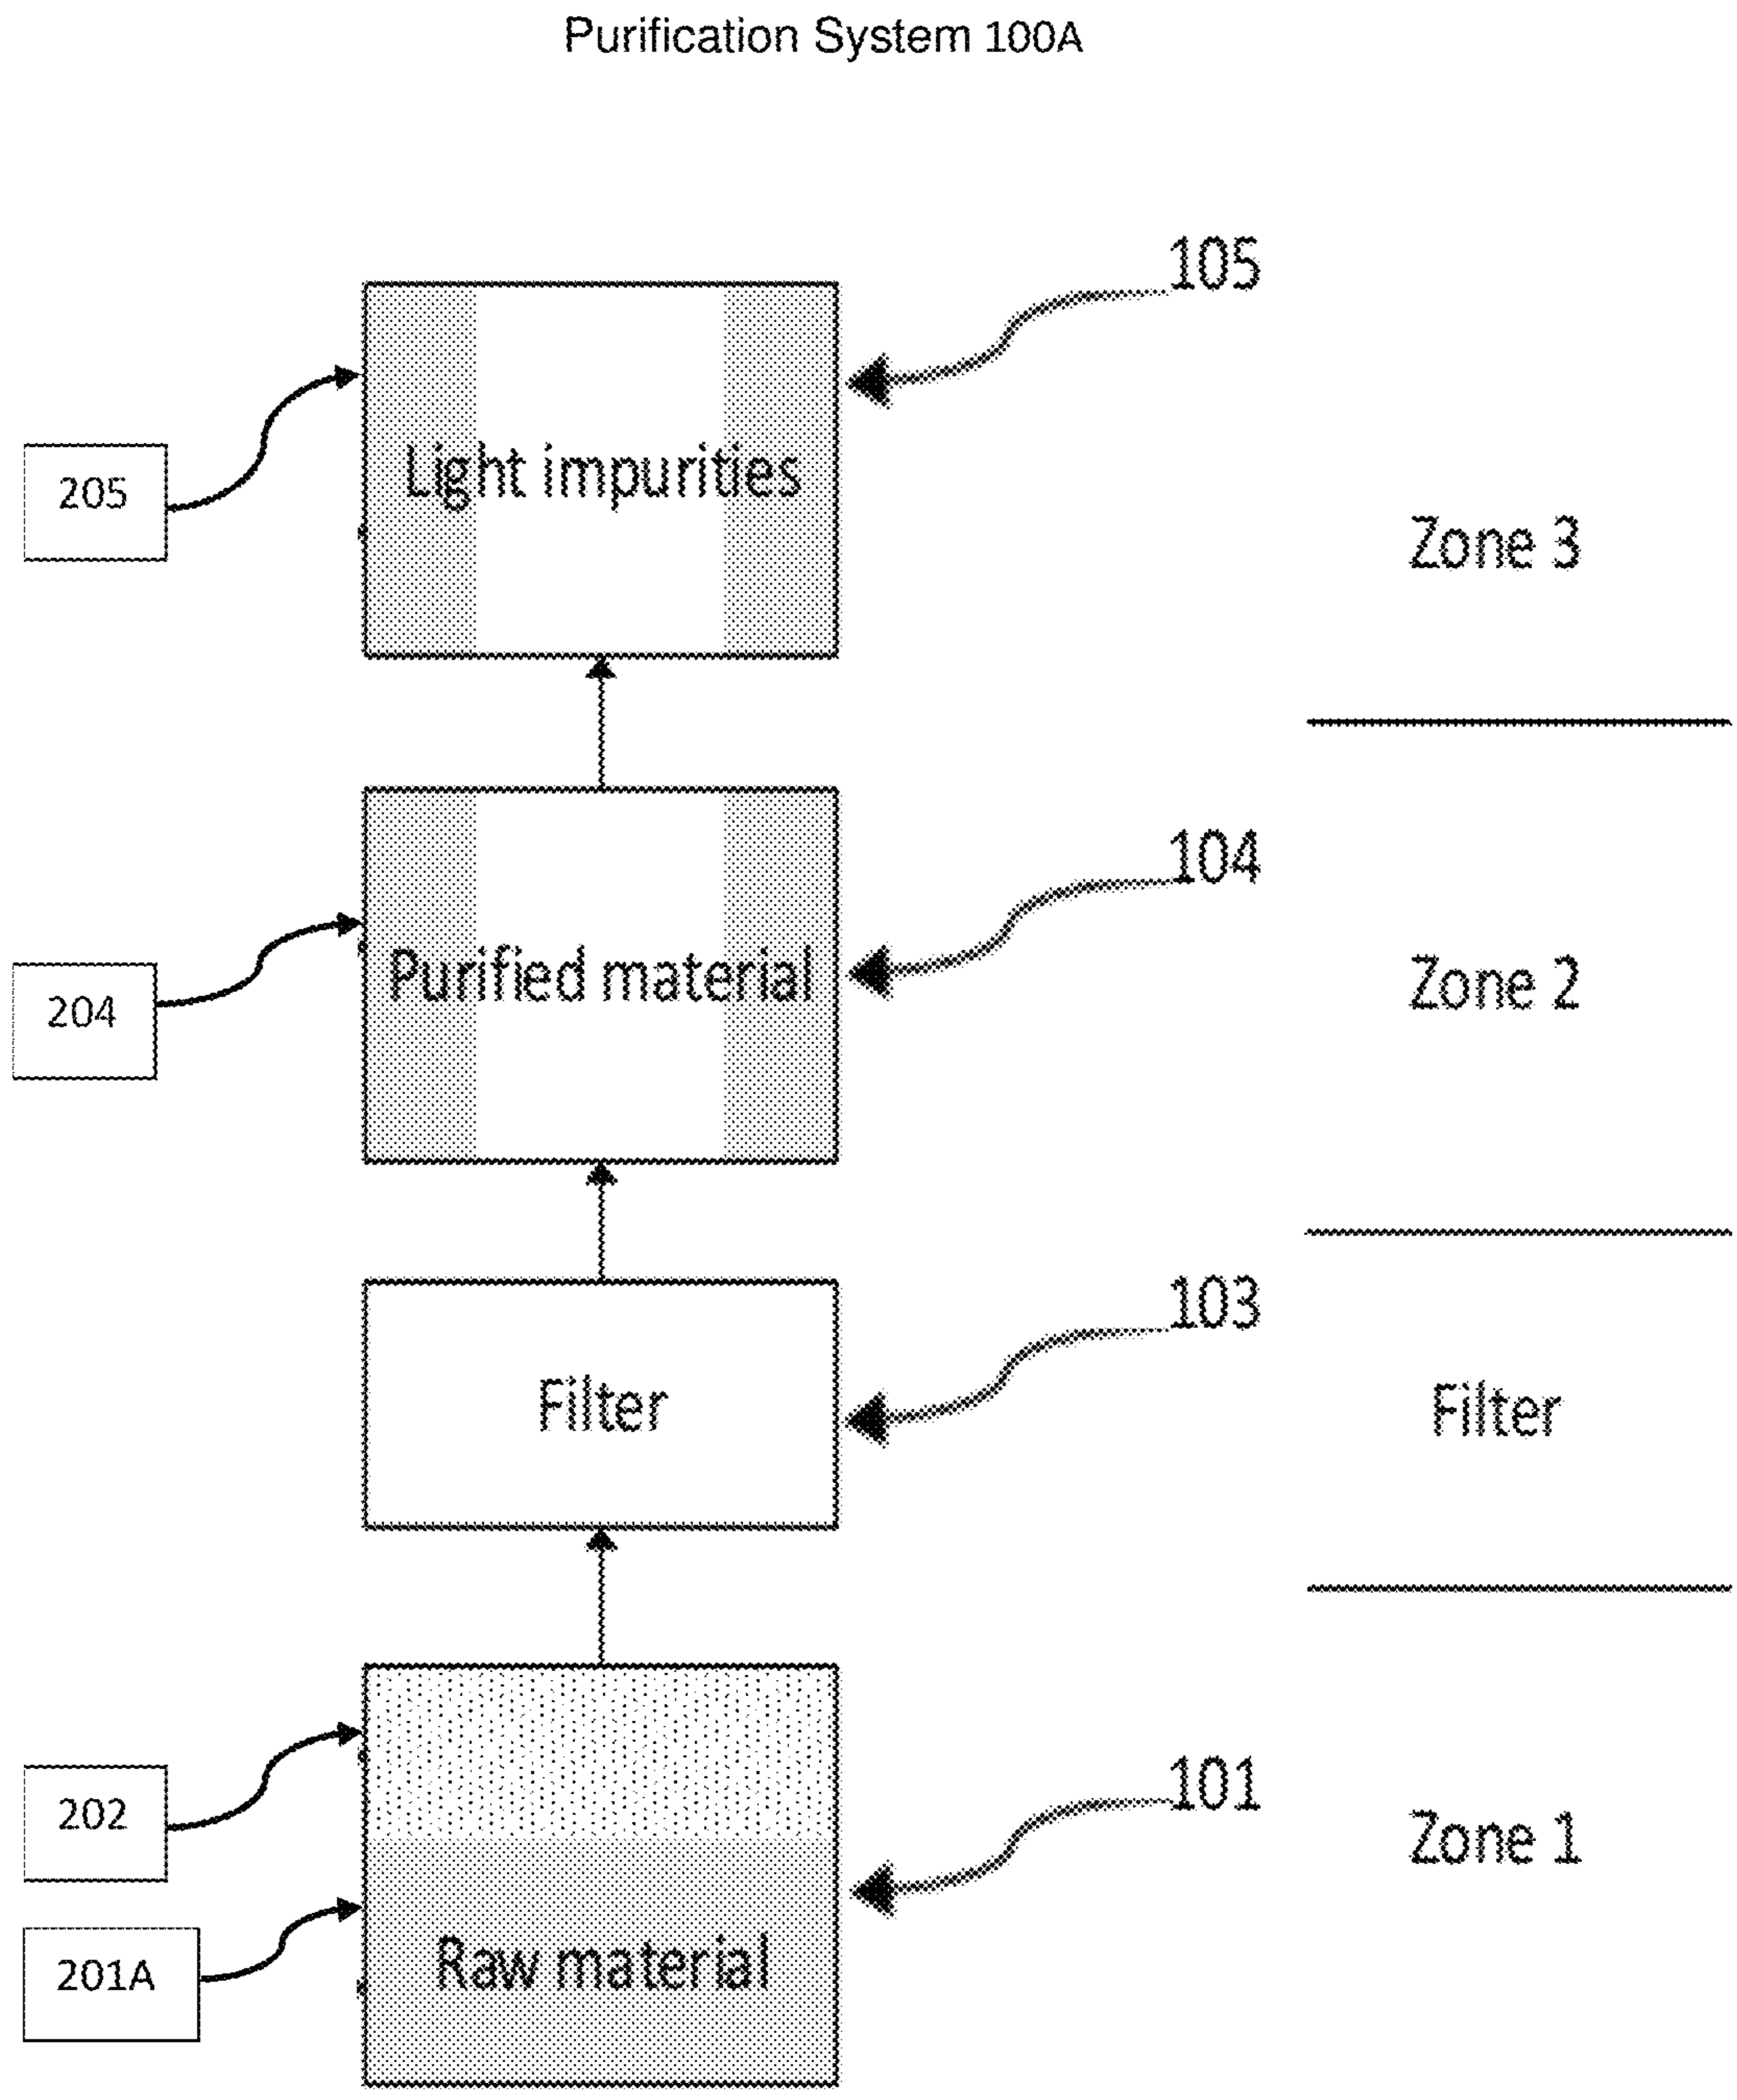 Purification System 100A
105
Light impurities
205
Zone 3
104
Purified material
204
Zone 2
103
Filter
Filter
101
202
Zone 1
Raw material
201A